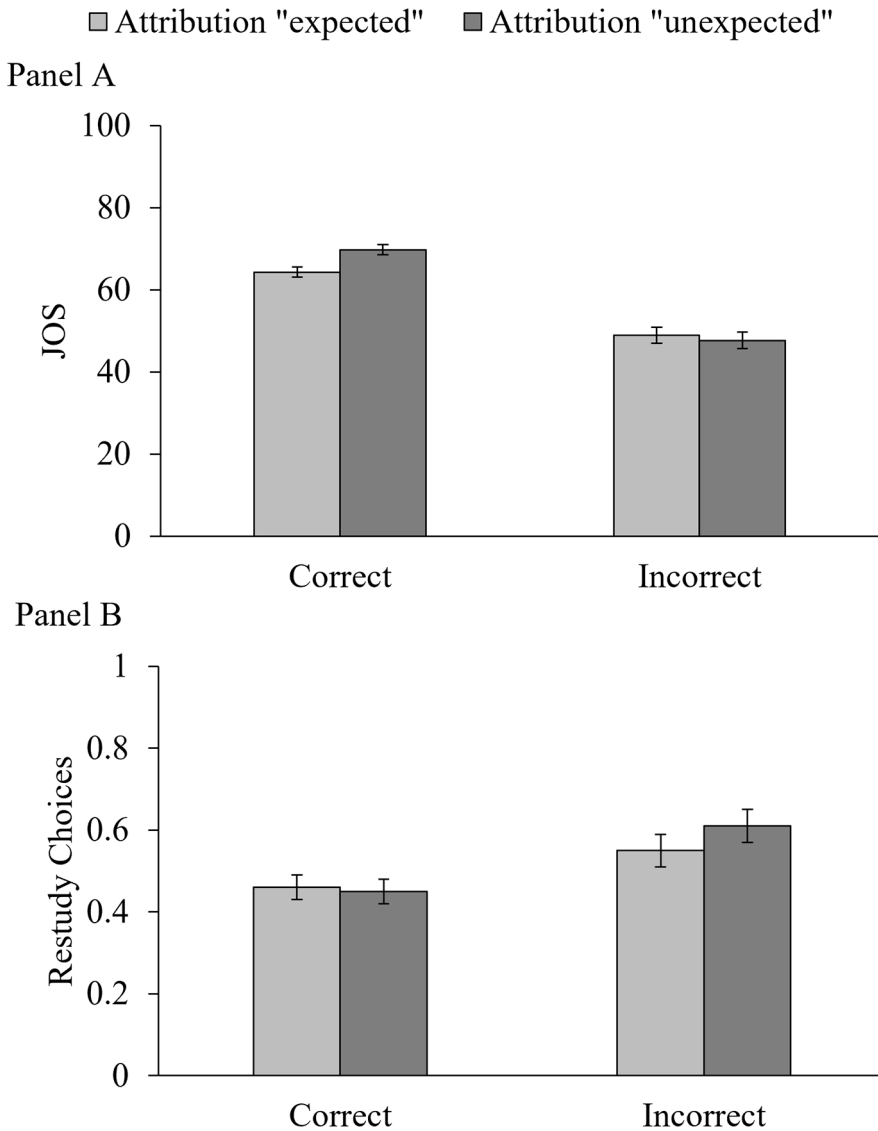 Attribution "expected" Attribution "unexpected"
Panel A
100
80
60
40
20
0
JOS
Correct Incorrect
Panel B
1
0.8
0.6
0.4
0.2
0
Restudy Choices
Correct Incorrect